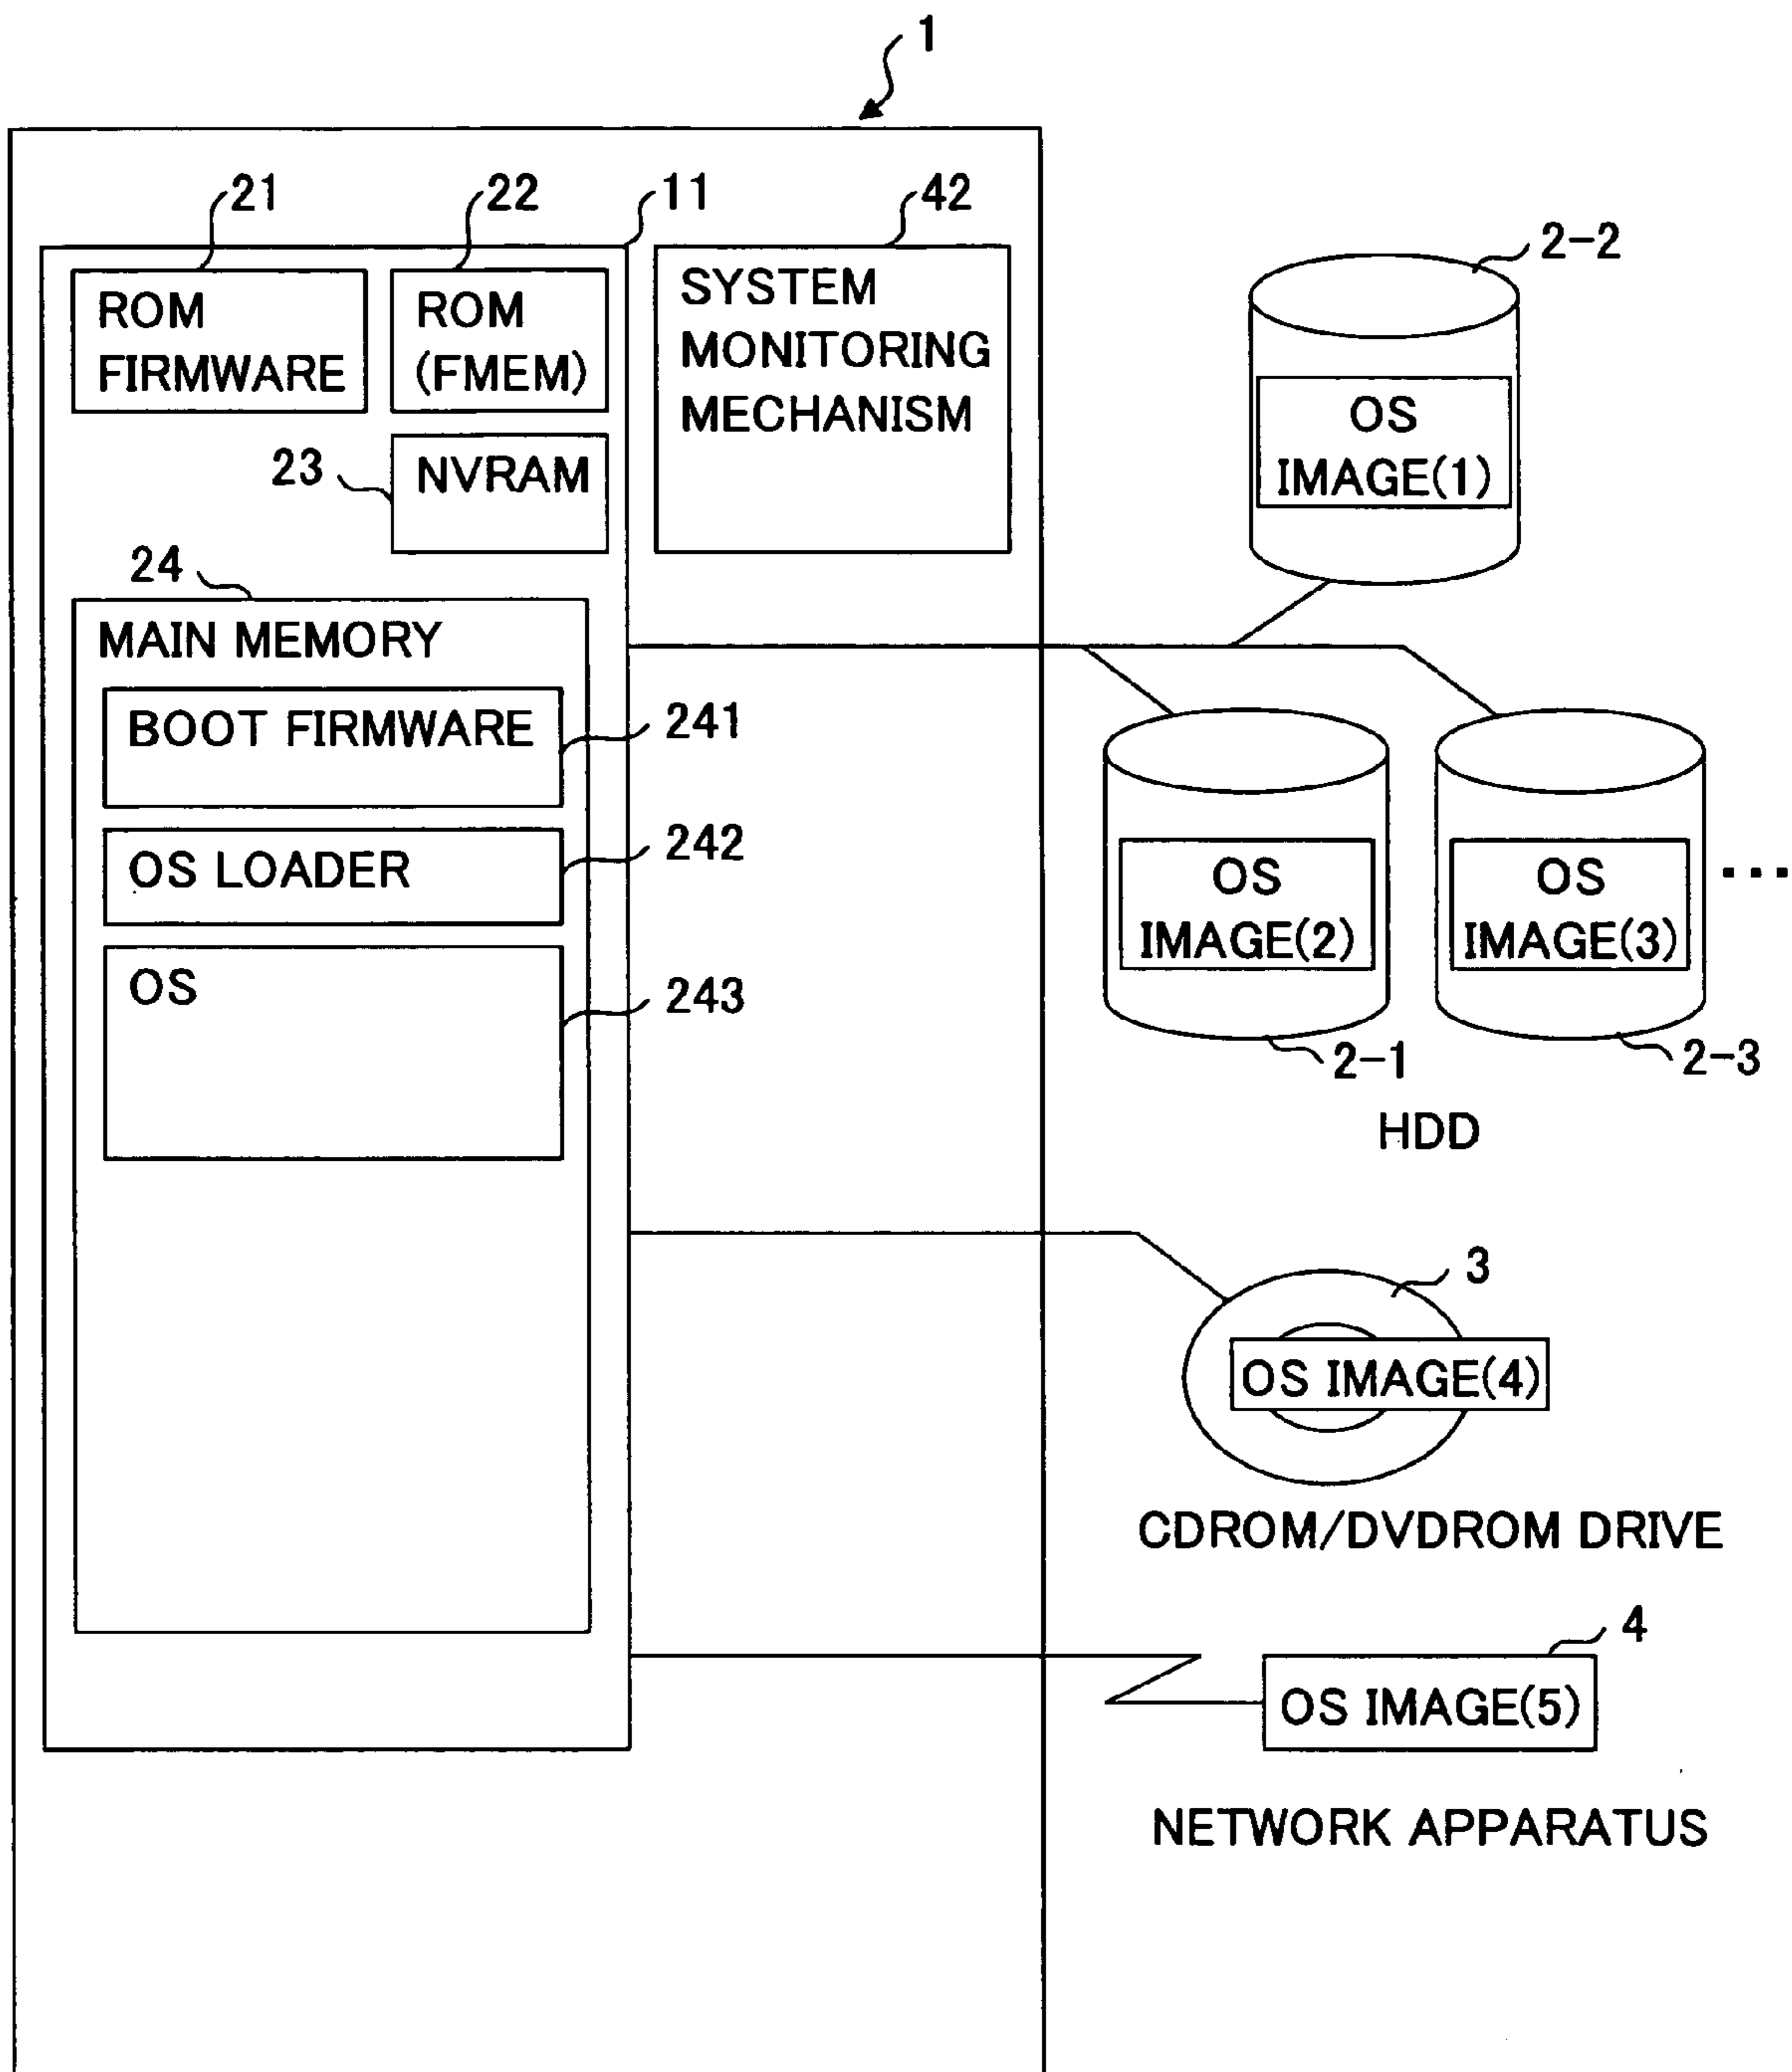 1
21
22
11
42
ROM
FIRMWARE
ROM
(FMEM)
SYSTEM
MONITORING
MECHANISM
23
NVRAM
2-2
OS
IMAGE(1)
24
MAIN MEMORY
BOOT FIRMWARE
241
OS LOADER
242
OS
243
OS
IMAGE(2)
OS
IMAGE(3)
...
2-1
2-3
HDD
3
OS IMAGE(4)
CDROM/DVDROM DRIVE
4
OS IMAGE(5)
NETWORK APPARATUS